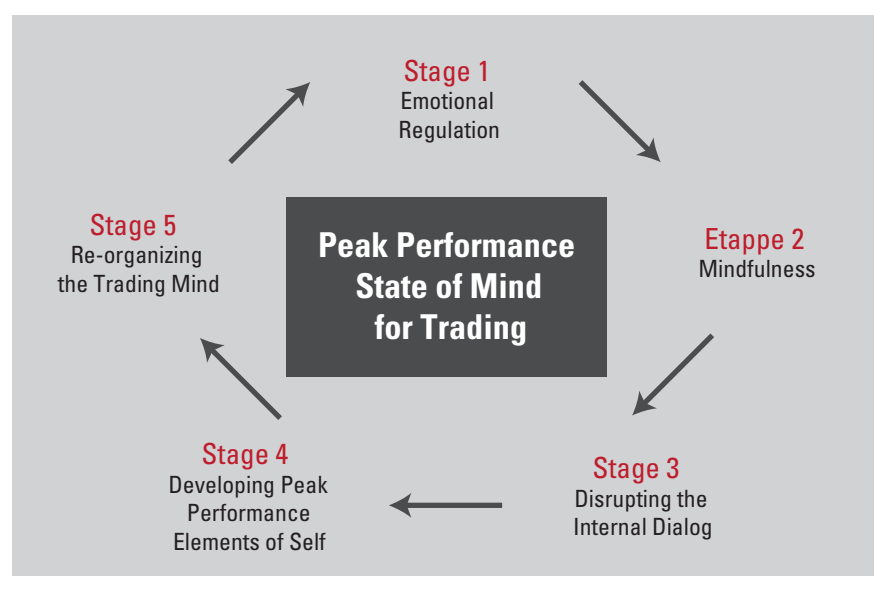 Stage 1
Emotional
Regulation
Etappe 2
Mindfulness
Stage 3
Disrupting the
Internal Dialog
Stage 4
Developing Peak
Performance
Elements of Self
Stage 5
Re-organizing
the Trading Mind
Peak Performance
State of Mind
for Trading